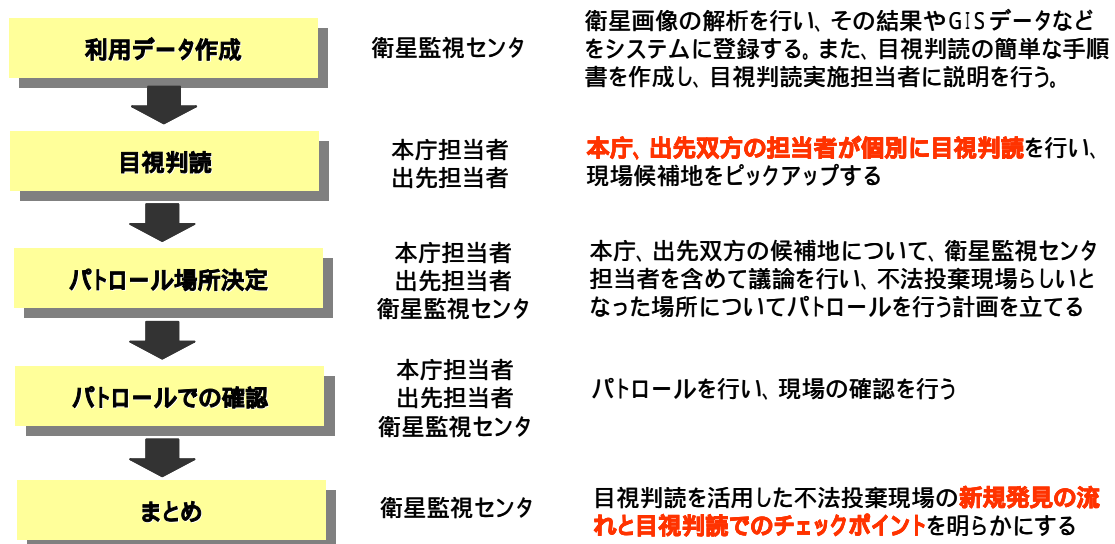 利用データ作成
衛星監視センタ
衛星画像の解析を行い、その結果やGISデータなど
をシステムに登録する。また、目視判読の簡単な手順
書を作成し、目視判読実施担当者に説明を行う。
目視判読
本庁担当者
出先担当者
本庁、出先双方の担当者が個別に目視判読を行い、
現場候補地をピックアップする
パトロール場所決定
本庁担当者
出先担当者
衛星監視センタ
本庁、出先双方の候補地について、衛星監視センタ
担当者を含めて議論を行い、不法投棄現場らしいと
なった場所についてパトロールを行う計画を立てる
パトロールでの確認
本庁担当者
出先担当者
衛星監視センタ
パトロールを行い、現場の確認を行う
まとめ
衛星監視センタ
目視判読を活用した不法投棄現場の新規発見の流
れと目視判読でのチェックポイントを明らかにする